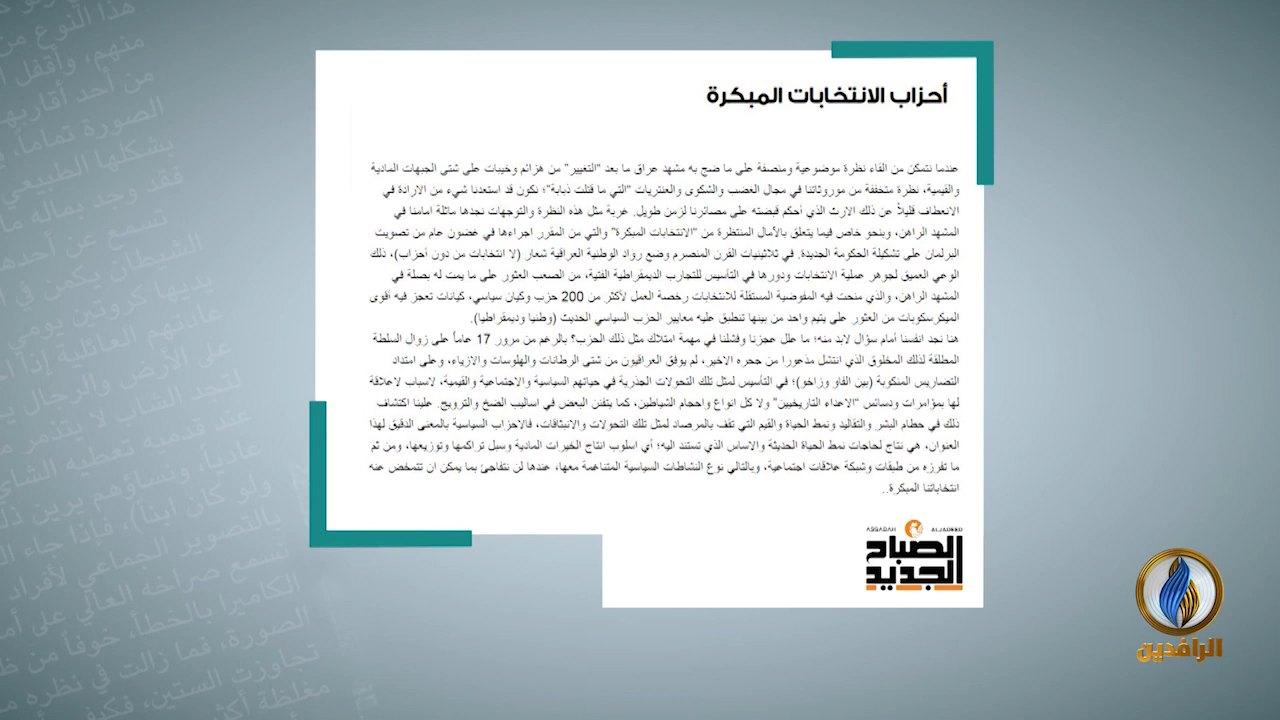 أحزاب الانتخابات المبكرة
عندما نتمكن من القاء نظرة موضوعية ومنصفة على ما ضج به مشهد عراق ما بعد "التغيير" من هزائم وخيبات على شتى الجبهات المادية
والقيمية، نظرة متخففة من موروثاتنا في مجال الغضب والشكوى والعنتريات "التي ما قتلت ذبابة"؛ نكون قد استعدنا شيء من الارادة في
الانعطاف قليلاً عن ذلك الارث الذي أحكم قبضته على مصائرنا لزمن طويل. غربة مثل هذه النظرة والتوجهات نجدها ماثلة امامنا في
المشهد الراهن، وبنحو خاص فيما يتعلق بالآمال المنتظرة من "الانتخابات المبكرة" والتي من المقرر اجراءها في غضون عام من تصويت
البرلمان على تشكيلة الحكومة الجديدة. في ثلاثينيات القرن المنصرم وضع رواد الوطنية العراقية شعار (لا انتخابات من دون أحزاب)، ذلك
الوعي العميق لجوهر عملية الانتخابات ودورها في التأسيس للتجارب الديمقراطية الفتية، من الصعب العثور على ما يمت له بصلة في
المشهد الراهن، والذي منحت فيه المفوضية المستقلة للانتخابات رخصة العمل لأكثر من 200 حزب وكيان سياسي، كيانات تعجز فيه أقوى
الميكرسكوبات من العثور على يتيم واحد من بينها تنطبق عليه معايير الحزب السياسي الحديث (وطنيا وديمقراطيا).
هنا نجد انفسنا أمام سؤال لابد منه؛ ما علل عجزنا وفشلنا في مهمة امتلاك مثل ذلك الحزب؟ بالرغم من مرور 17 عاماً على زوال السلطة
المطلقة لذلك المخلوق الذي انتشل مذعورا من جحره الاخير، لم يوفق العراقيون من شتى الرطانات والهلوسات والازياء، وعلى امتداد
التضاريس المنكوبة (بين الفاو وزاخو)؛ في التأسيس لمثل تلك التحولات الجذرية في حياتهم السياسية والاجتماعية والقيمية، لاسباب لاعلاقة
لها بمؤامرات ودسائس "الاعداء التاريخيين" ولا كل انواع واحجام الشياطين، كما يتفنن البعض في اساليب الضخ والترويج. علينا اكتشاف
ذلك في حطام البشر والتقاليد ونمط الحياة والقيم التي تقف بالمرصاد لمثل تلك التحولات والانبثاقات، فالاحزاب السياسية بالمعنى الدقيق لهذا
العنوان، هي نتاج لحاجات نمط الحياة الحديثة والاساس الذي تستند اليه؛ أي اسلوب انتاج الخيرات المادية وسبل تراكمها وتوزيعها، ومن ثم
ما تفرزه من طبقات وشبكة علاقات اجتماعية، وبالتالي نوع النشاطات السياسية المتناغمة معها، عندها لن نتفاجئ بما يمكن ان تتمخض عنه
انتخاباتنا المبكرة..
ASSABAH ALJADEED
الصباح
الجديد
الرافدين